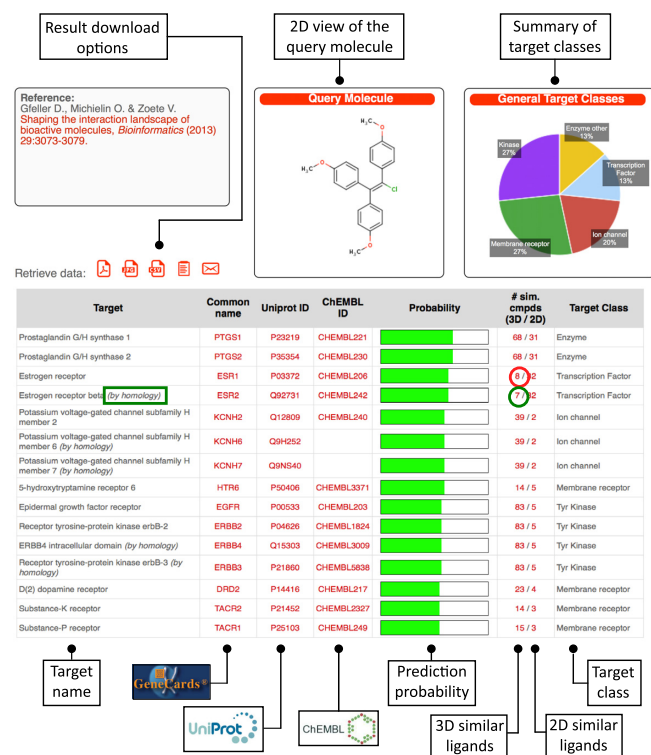 Result download
options
2D view of the
query molecule
Summary of
target classes
Reference:
Gfeller D., Michielin O. & Zoete V.
Shaping the interaction landscape of
bioactive molecules, Bioinformatics (2013)
29:3073-3079.
Query Molecule
H₃C
O
H₃C
O
Cl
O
H₃C
General Target Classes
Enzyme other
13%
Kinase
27%
Transcription
Factor
13%
Membrane receptor
27%
Ion channel
20%
Retrieve data:
JPG
CSV
Target Common name Uniprot ID ChEMBL ID Probability # sim. cmpds (3D / 2D) Target Class
Prostaglandin G/H synthase 1 PTGS1 P23219 CHEMBL221 68 / 31 Enzyme
Prostaglandin G/H synthase 2 PTGS2 P35354 CHEMBL230 68 / 31 Enzyme
Estrogen receptor ESR1 P03372 CHEMBL206 8 / 32 Transcription Factor
Estrogen receptor beta (by homology) ESR2 Q92731 CHEMBL242 7 / 32 Transcription Factor
Potassium voltage-gated channel subfamily H
member 2 KCNH2 Q12809 CHEMBL240 39 / 2 Ion channel
Potassium voltage-gated channel subfamily H
member 6 (by homology) KCNH6 Q9H252 39 / 2 Ion channel
Potassium voltage-gated channel subfamily H
member 7 (by homology) KCNH7 Q9NS40 39 / 2 Ion channel
5-hydroxytryptamine receptor 6 HTR6 P50406 CHEMBL3371 14 / 5 Membrane receptor
Epidermal growth factor receptor EGFR P00533 CHEMBL203 83 / 5 Tyr Kinase
Receptor tyrosine-protein kinase erbB-2 ERBB2 P04626 CHEMBL1824 83 / 5 Tyr Kinase
ERBB4 intracellular domain (by homology) ERBB4 Q15303 CHEMBL3009 83 / 5 Tyr Kinase
Receptor tyrosine-protein kinase erbB-3 (by
homology) ERBB3 P21860 CHEMBL5838 83 / 5 Tyr Kinase
D(2) dopamine receptor DRD2 P14416 CHEMBL217 23 / 4 Membrane receptor
Substance-K receptor TACR2 P21452 CHEMBL2327 14 / 3 Membrane receptor
Substance-P receptor TACR1 P25103 CHEMBL249 15 / 3 Membrane receptor
Target
name
GeneCards®
UniProt
ChEMBL
Prediction
probability
3D similar
ligands
2D similar
ligands
Target
class